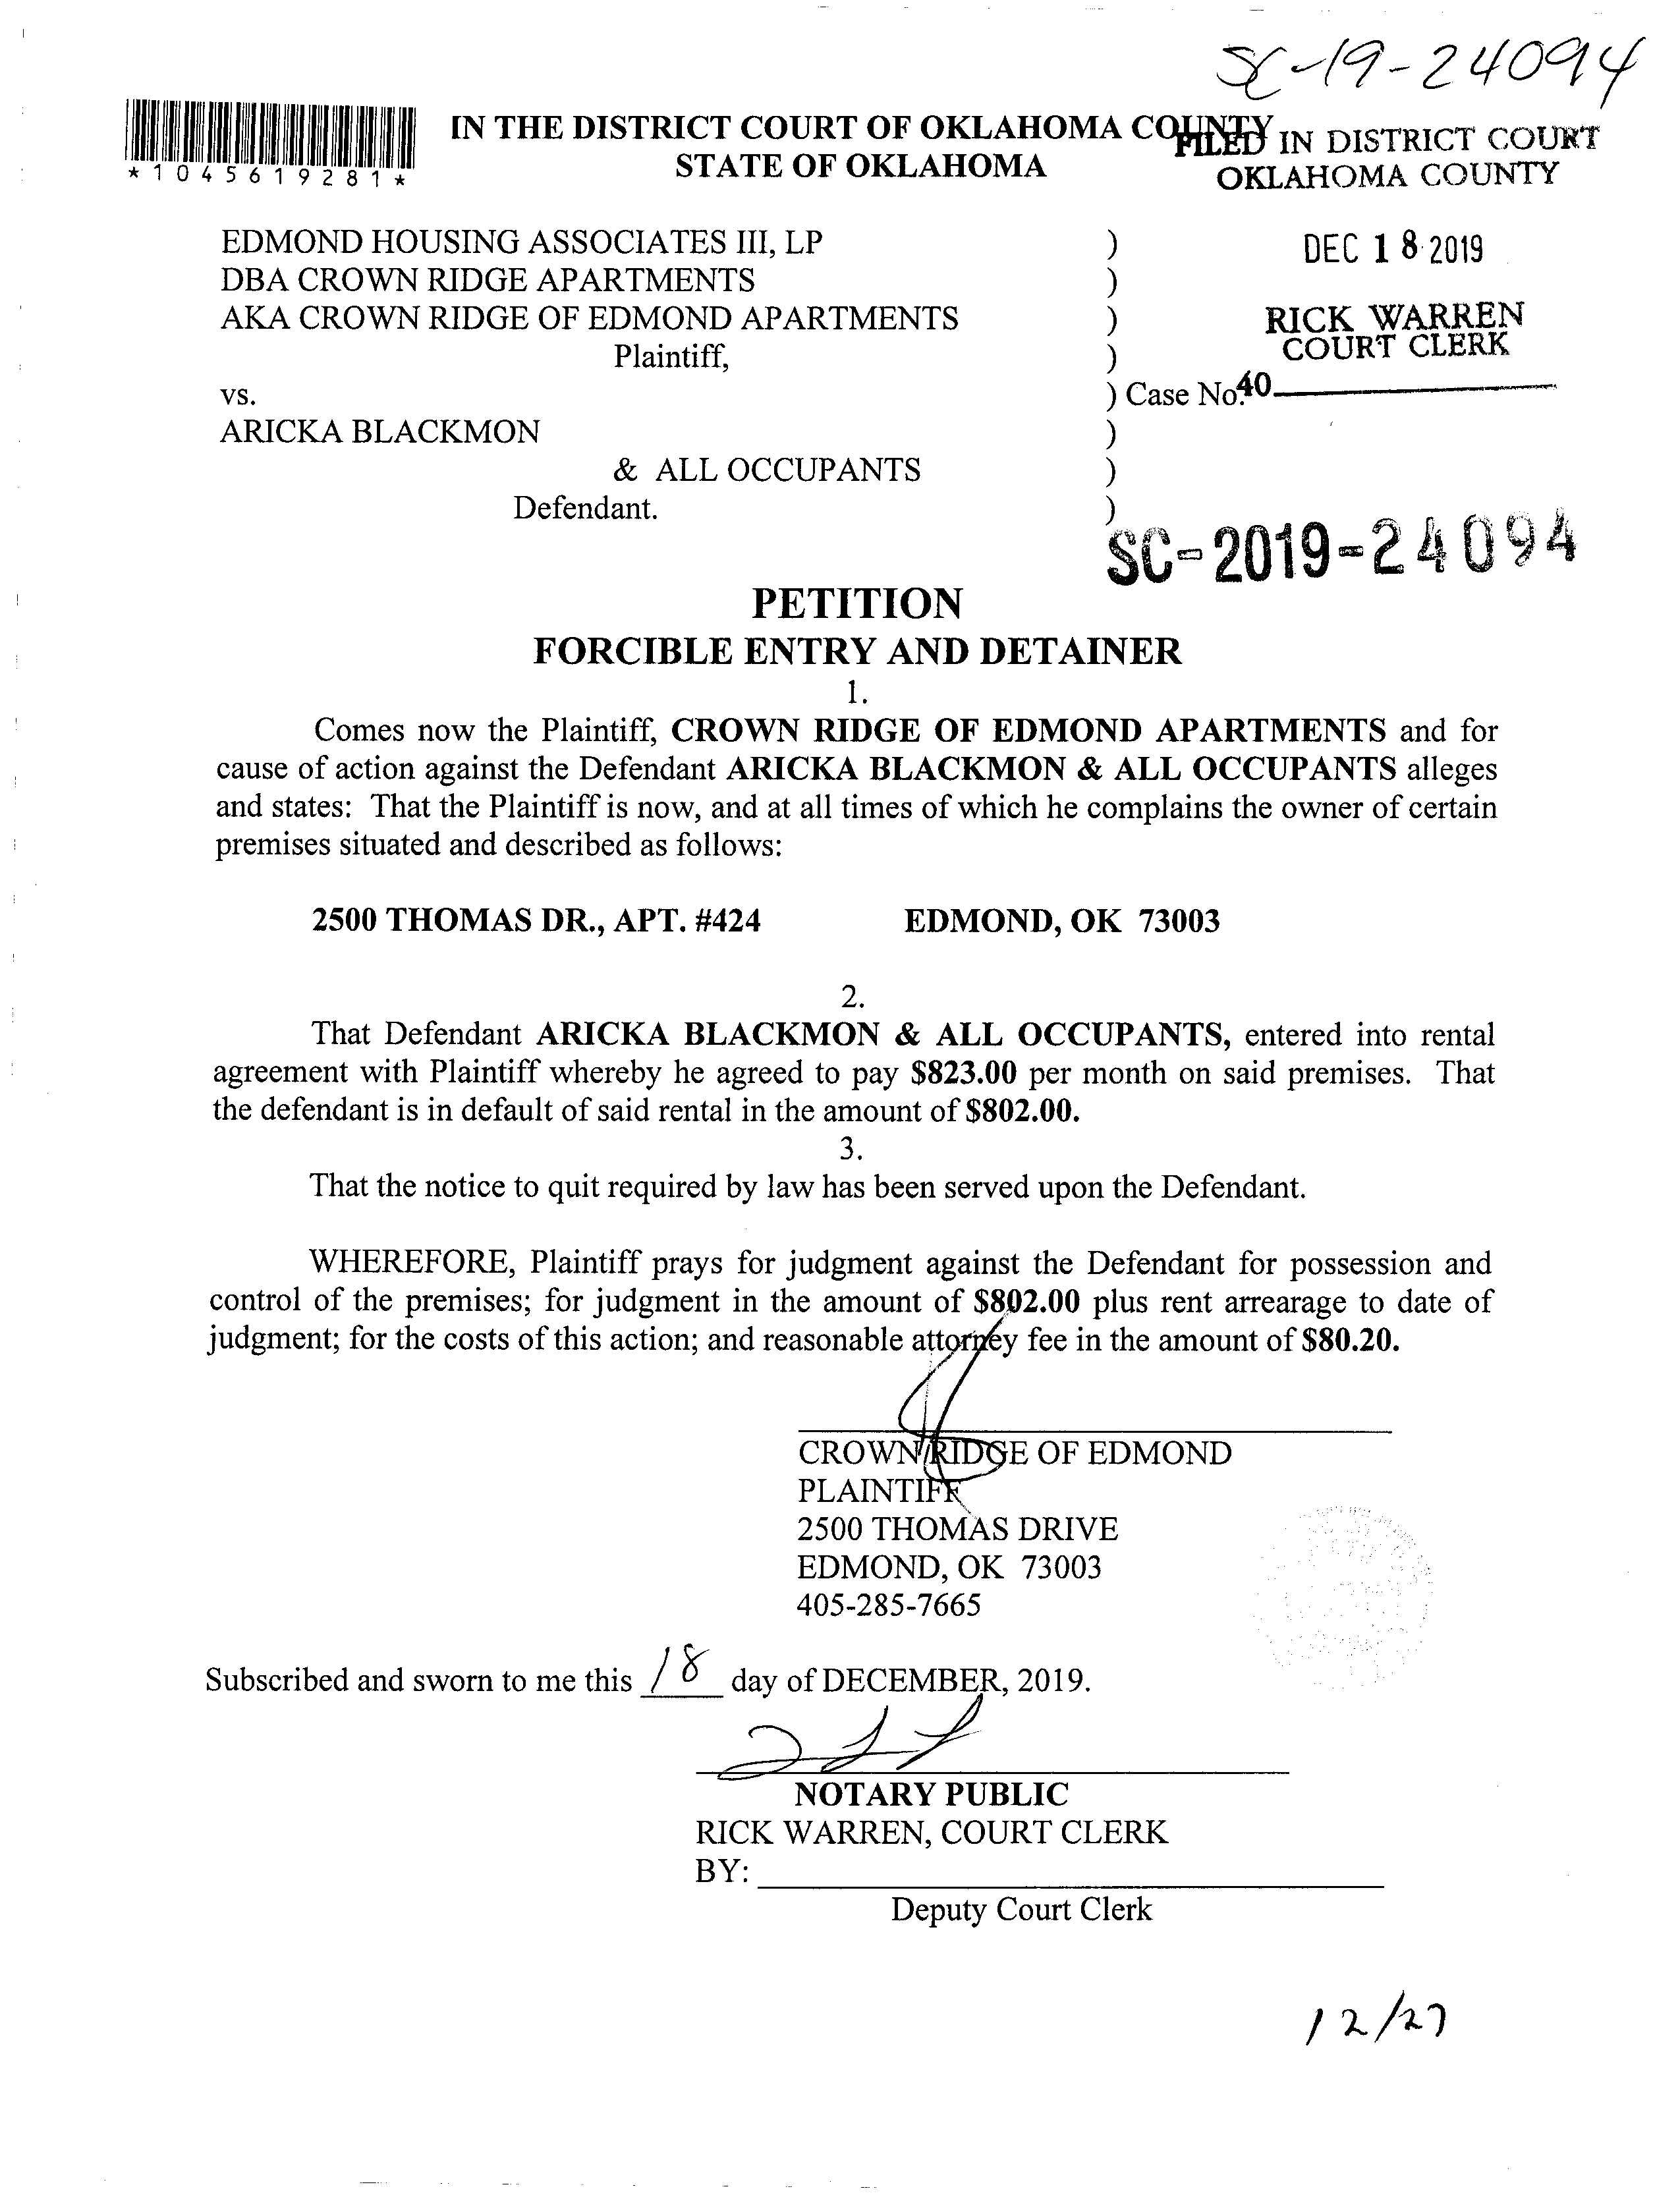 SC-19-24094
*1045619281*
IN THE DISTRICT COURT OF OKLAHOMA COUNTY
STATE OF OKLAHOMA
FILED IN DISTRICT COURT
OKLAHOMA COUNTY
DEC 18 2019
RICK WARREN
COURT CLERK
40
EDMOND HOUSING ASSOCIATES III, LP )
DBA CROWN RIDGE APARTMENTS )
AKA CROWN RIDGE OF EDMOND APARTMENTS )
Plaintiff, )
vs. ) Case No.
ARICKA BLACKMON )
& ALL OCCUPANTS )
Defendant. )
SC-2019-24094
PETITION
FORCIBLE ENTRY AND DETAINER
1.
Comes now the Plaintiff, CROWN RIDGE OF EDMOND APARTMENTS and for
cause of action against the Defendant ARICKA BLACKMON & ALL OCCUPANTS alleges
and states: That the Plaintiff is now, and at all times of which he complains the owner of certain
premises situated and described as follows:
2500 THOMAS DR., APT. #424 EDMOND, OK 73003
2.
That Defendant ARICKA BLACKMON & ALL OCCUPANTS, entered into rental
agreement with Plaintiff whereby he agreed to pay $823.00 per month on said premises. That
the defendant is in default of said rental in the amount of $802.00.
3.
That the notice to quit required by law has been served upon the Defendant.
WHEREFORE, Plaintiff prays for judgment against the Defendant for possession and
control of the premises; for judgment in the amount of $802.00 plus rent arrearage to date of
judgment; for the costs of this action; and reasonable attorney fee in the amount of $80.20.
CROWN RIDGE OF EDMOND
PLAINTIFF
2500 THOMAS DRIVE
EDMOND, OK 73003
405-285-7665
Subscribed and sworn to me this 18 day of DECEMBER, 2019.
NOTARY PUBLIC
RICK WARREN, COURT CLERK
BY:
Deputy Court Clerk
12/27